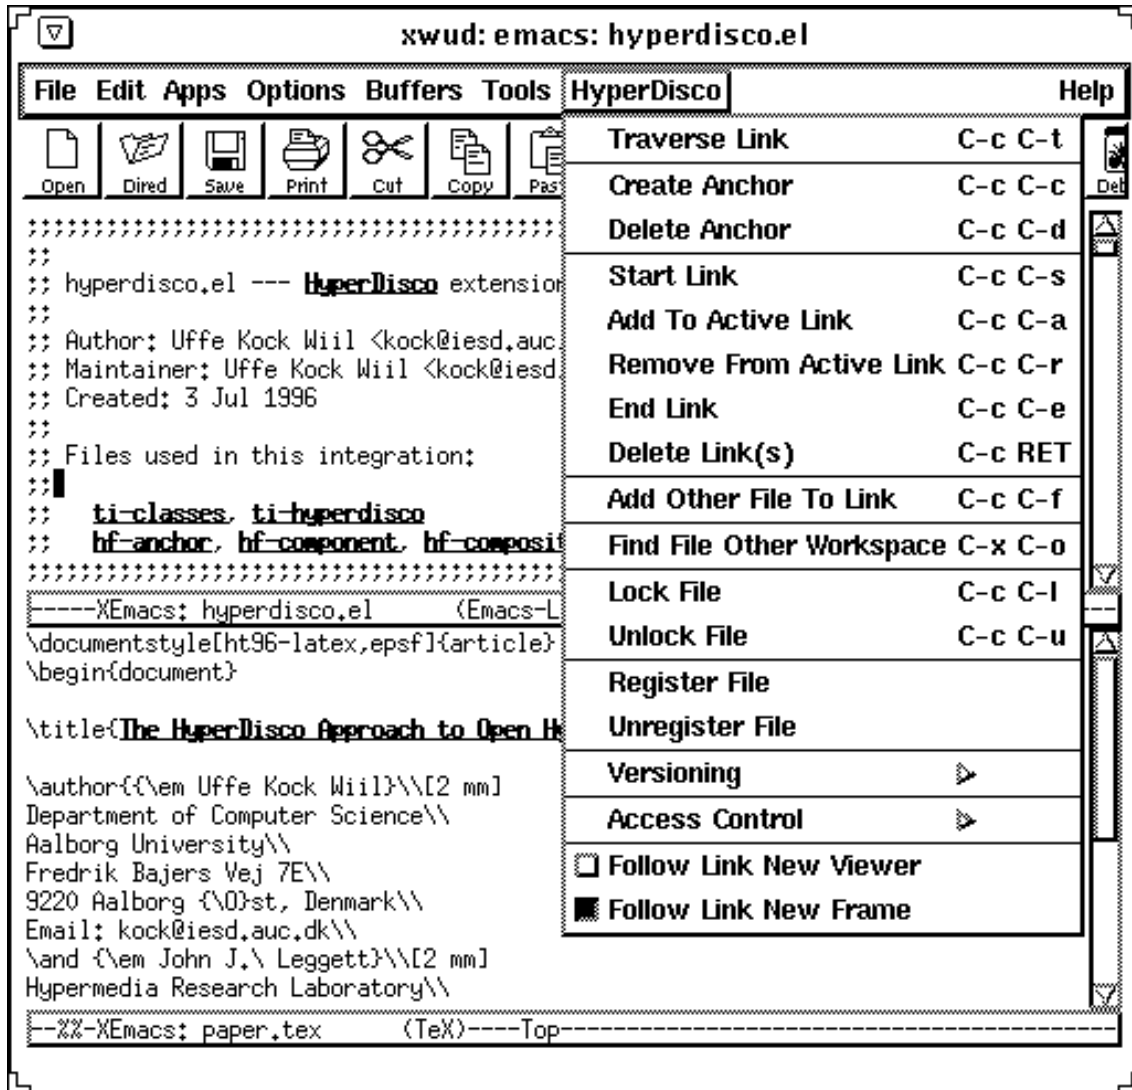 xwud: emacs: hyperdisco.el
File Edit Apps Options Buffers Tools HyperDisco Help
Open Dired Save Print Cut Copy
Traverse Link C-c C-t
Create Anchor C-c C-c
Delete Anchor C-c C-d
Start Link C-c C-s
Add To Active Link C-c C-a
Remove From Active Link C-c C-r
End Link C-c C-e
Delete Link(s) C-c RET
Add Other File To Link C-c C-f
Find File Other Workspace C-x C-o
Lock File C-c C-l
Unlock File C-c C-u
Register File
Unregister File
Versioning
Access Control
Follow Link New Viewer
Follow Link New Frame
;;;;;;;;;;;;;;;;;;;;;;;;;;;;;;;;;;;;;;;;;
;;
;; hyperdisco.el --- HyperDisco extension
;;
;; Author: Uffe Kock Wiil <kock@iesd.auc.
;; Maintainer: Uffe Kock Wiil <kock@iesd.
;; Created: 3 Jul 1996
;;
;; Files used in this integration:
;;
;; ti-classes, ti-hyperdisco
;; hf-anchor, hf-component, hf-composit
;;;;;;;;;;;;;;;;;;;;;;;;;;;;;;;;;;;;;;;;;
-----XEmacs: hyperdisco.el (Emacs-L ---
\documentstyle[ht96-latex,epsf]{article}
\begin{document}
\title{The HyperDisco Approach to Open H
\author{{\em Uffe Kock Wiil}\\[2 mm]
Department of Computer Science\\
Aalborg University\\
Fredrik Bajers Vej 7E\\
9220 Aalborg {\O}st, Denmark\\
Email: kock@iesd.auc.dk\\
\and {\em John J.\ Leggett}\\[2 mm]
Hypermedia Research Laboratory\\
--%%-XEmacs: paper.tex (TeX)----Top-------------------------------